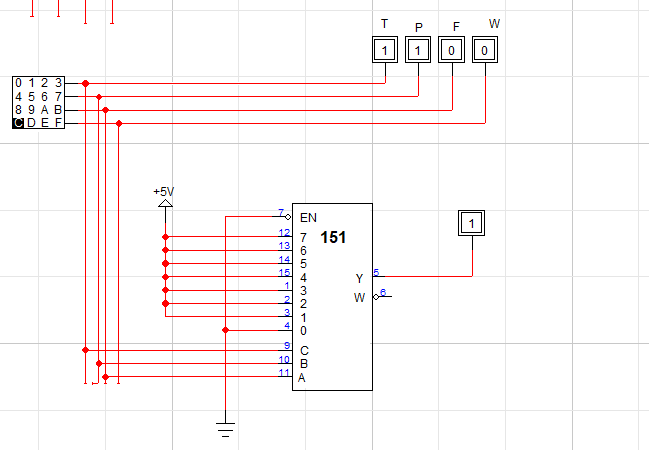 T P F W
1 1 0 0
0 1 2 3
4 5 6 7
8 9 A B
C D E F
+5V
7 EN
151
1
12 7
13 6
14 5
15 4
1 3
2 2
3 1
4 0
9 C
10 B
11 A
Y 5
W 6